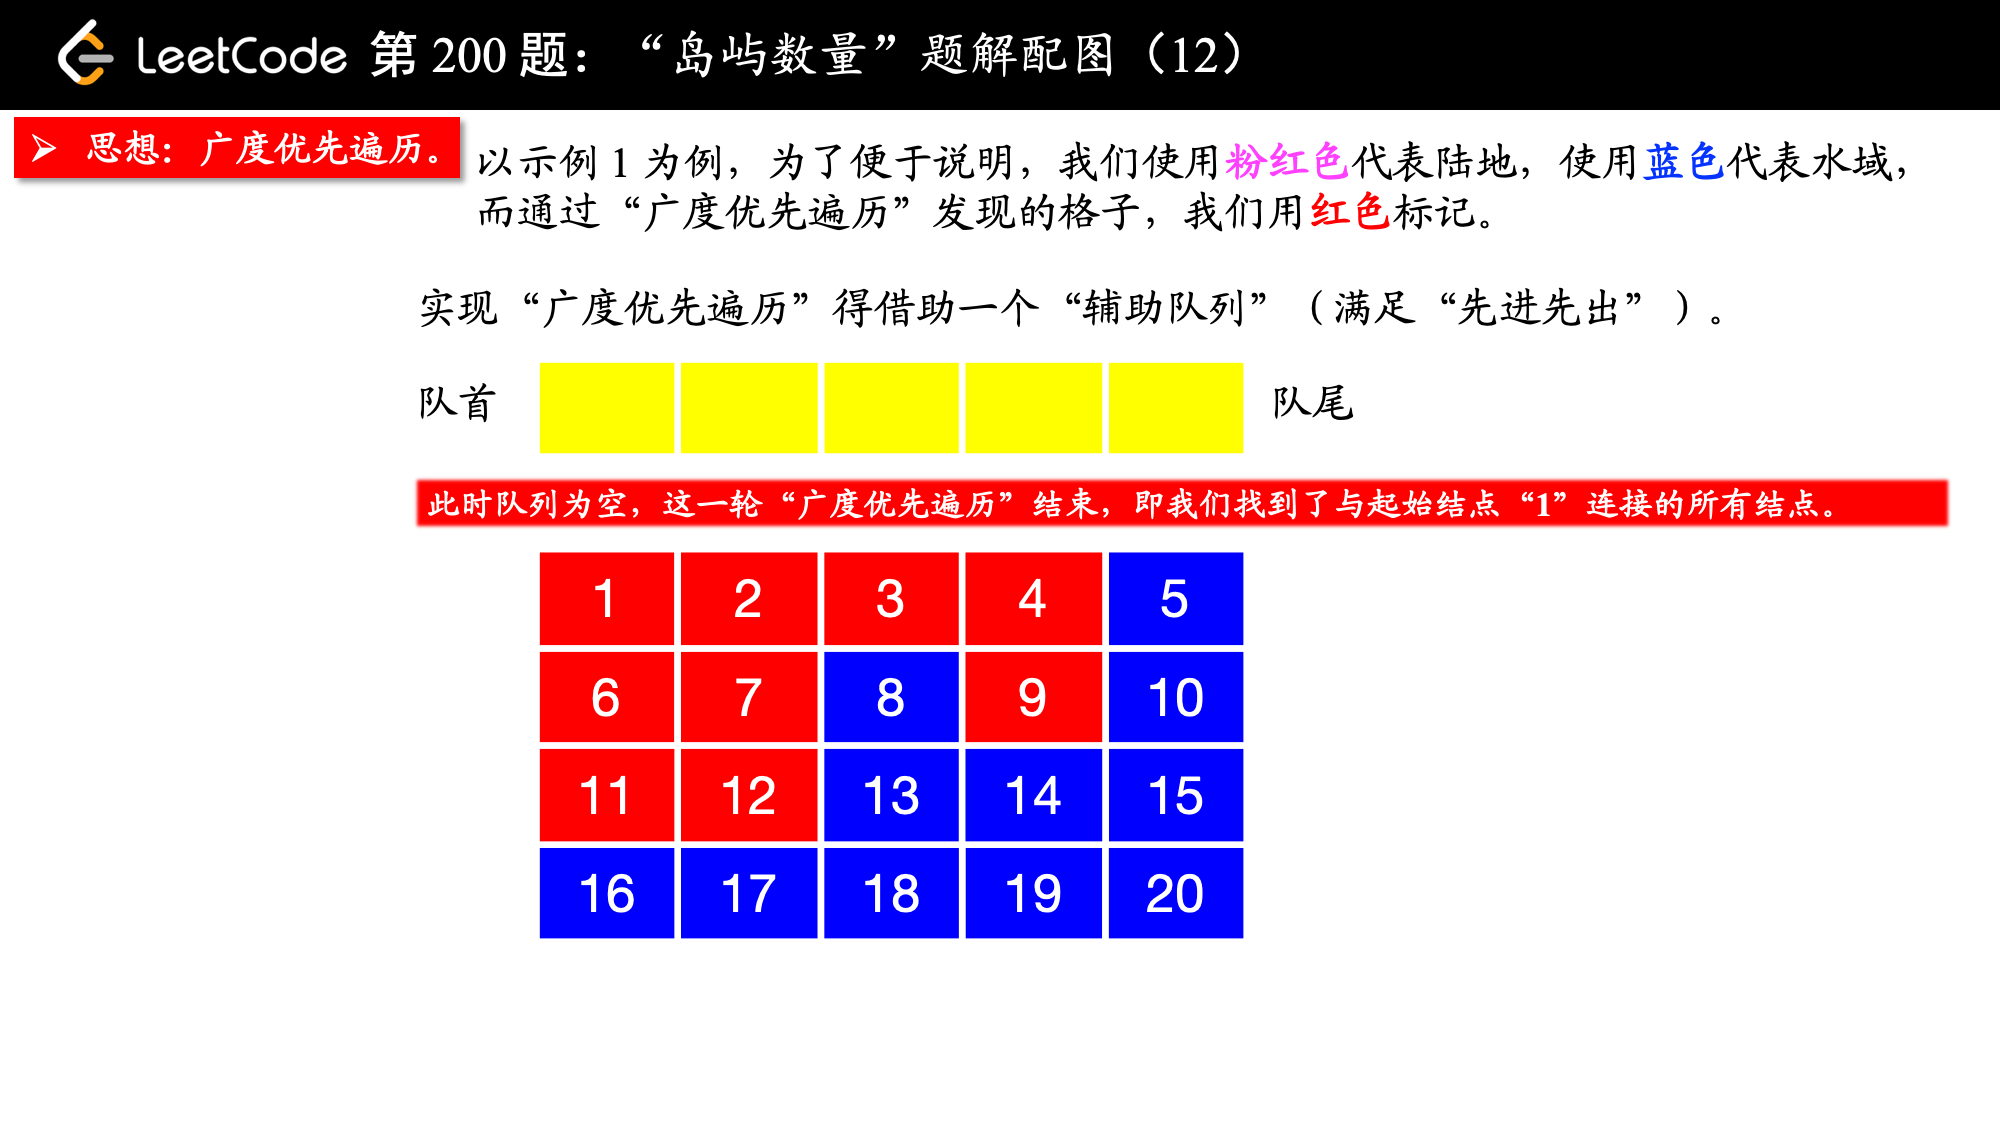 LeetCode 第 200 题：“岛屿数量”题解配图（12）
➢ 思想：广度优先遍历。
以示例 1 为例，为了便于说明，我们使用粉红色代表陆地，使用蓝色代表水域，
而通过“广度优先遍历”发现的格子，我们用红色标记。
实现“广度优先遍历”得借助一个“辅助队列”（满足“先进先出”）。
队首 队尾
此时队列为空，这一轮“广度优先遍历”结束，即我们找到了与起始结点“1”连接的所有结点。
1 2 3 4 5
6 7 8 9 10
11 12 13 14 15
16 17 18 19 20